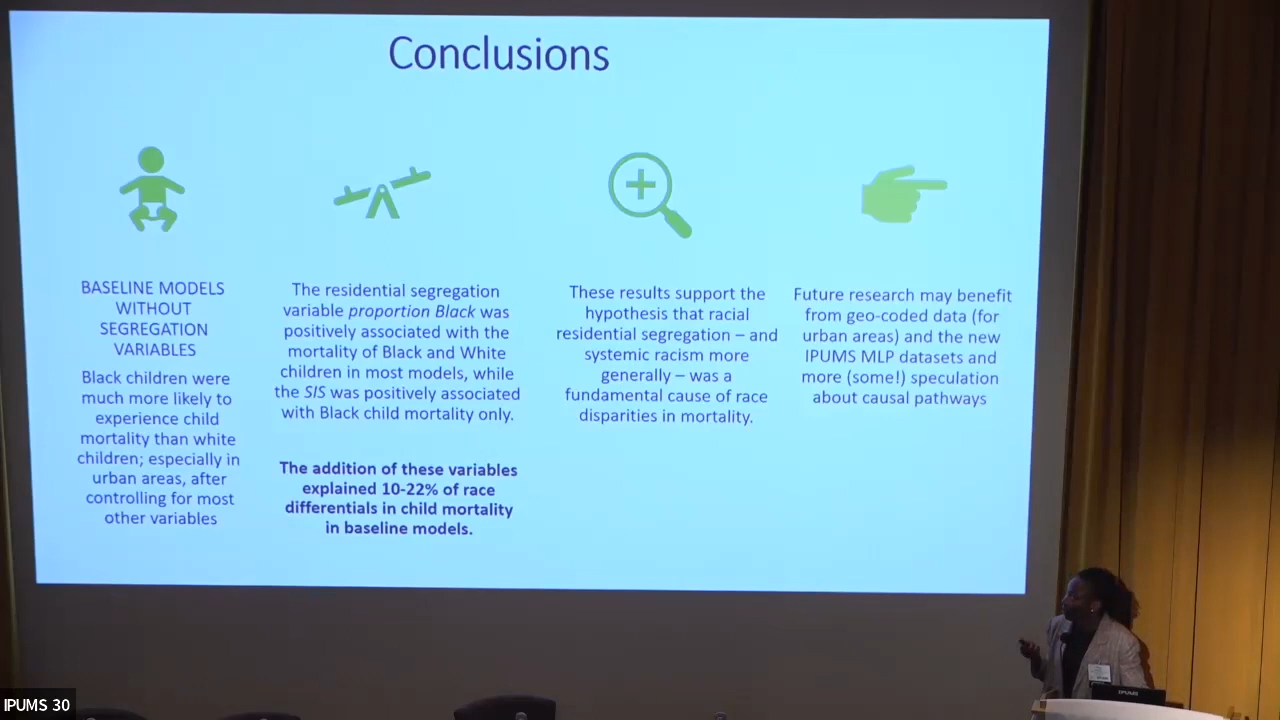 Conclusions
BASELINE MODELS
WITHOUT
SEGREGATION
VARIABLES
Black children were
much more likely to
experience child
mortality than white
children; especially in
urban areas, after
controlling for most
other variables
The residential segregation
variable proportion Black was
positively associated with the
mortality of Black and White
children in most models, while
the SIS was positively associated
with Black child mortality only.
The addition of these variables
explained 10-22% of race
differentials in child mortality
in baseline models.
These results support the
hypothesis that racial
residential segregation – and
systemic racism more
generally – was a
fundamental cause of race
disparities in mortality.
Future research may benefit
from geo-coded data (for
urban areas) and the new
IPUMS MLP datasets and
more (some!) speculation
about causal pathways
IPUMS
IPUMS 30